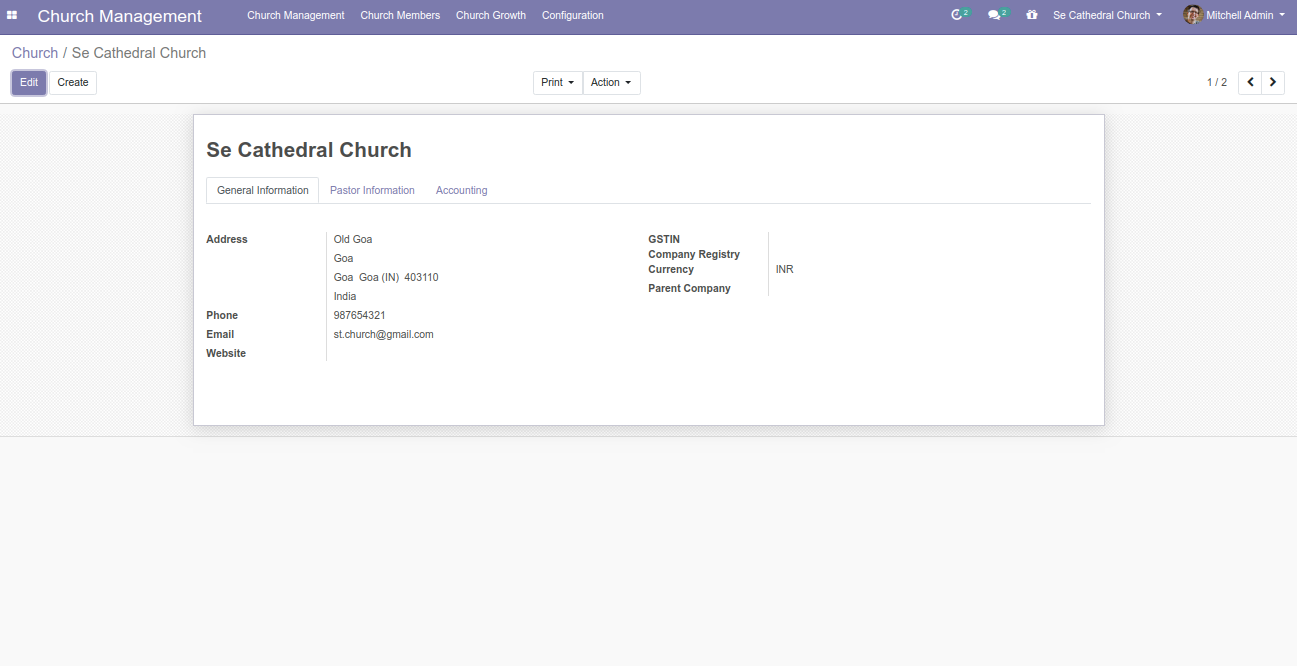 Church Management Church Management Church Members Church Growth Configuration 2 2 Se Cathedral Church Mitchell Admin
Church / Se Cathedral Church
Edit Create Print Action 1 / 2
Se Cathedral Church
General Information Pastor Information Accounting
Address Old Goa GSTIN
Goa Company Registry
Goa Goa (IN) 403110 Currency INR
India Parent Company
Phone 987654321
Email st.church@gmail.com
Website